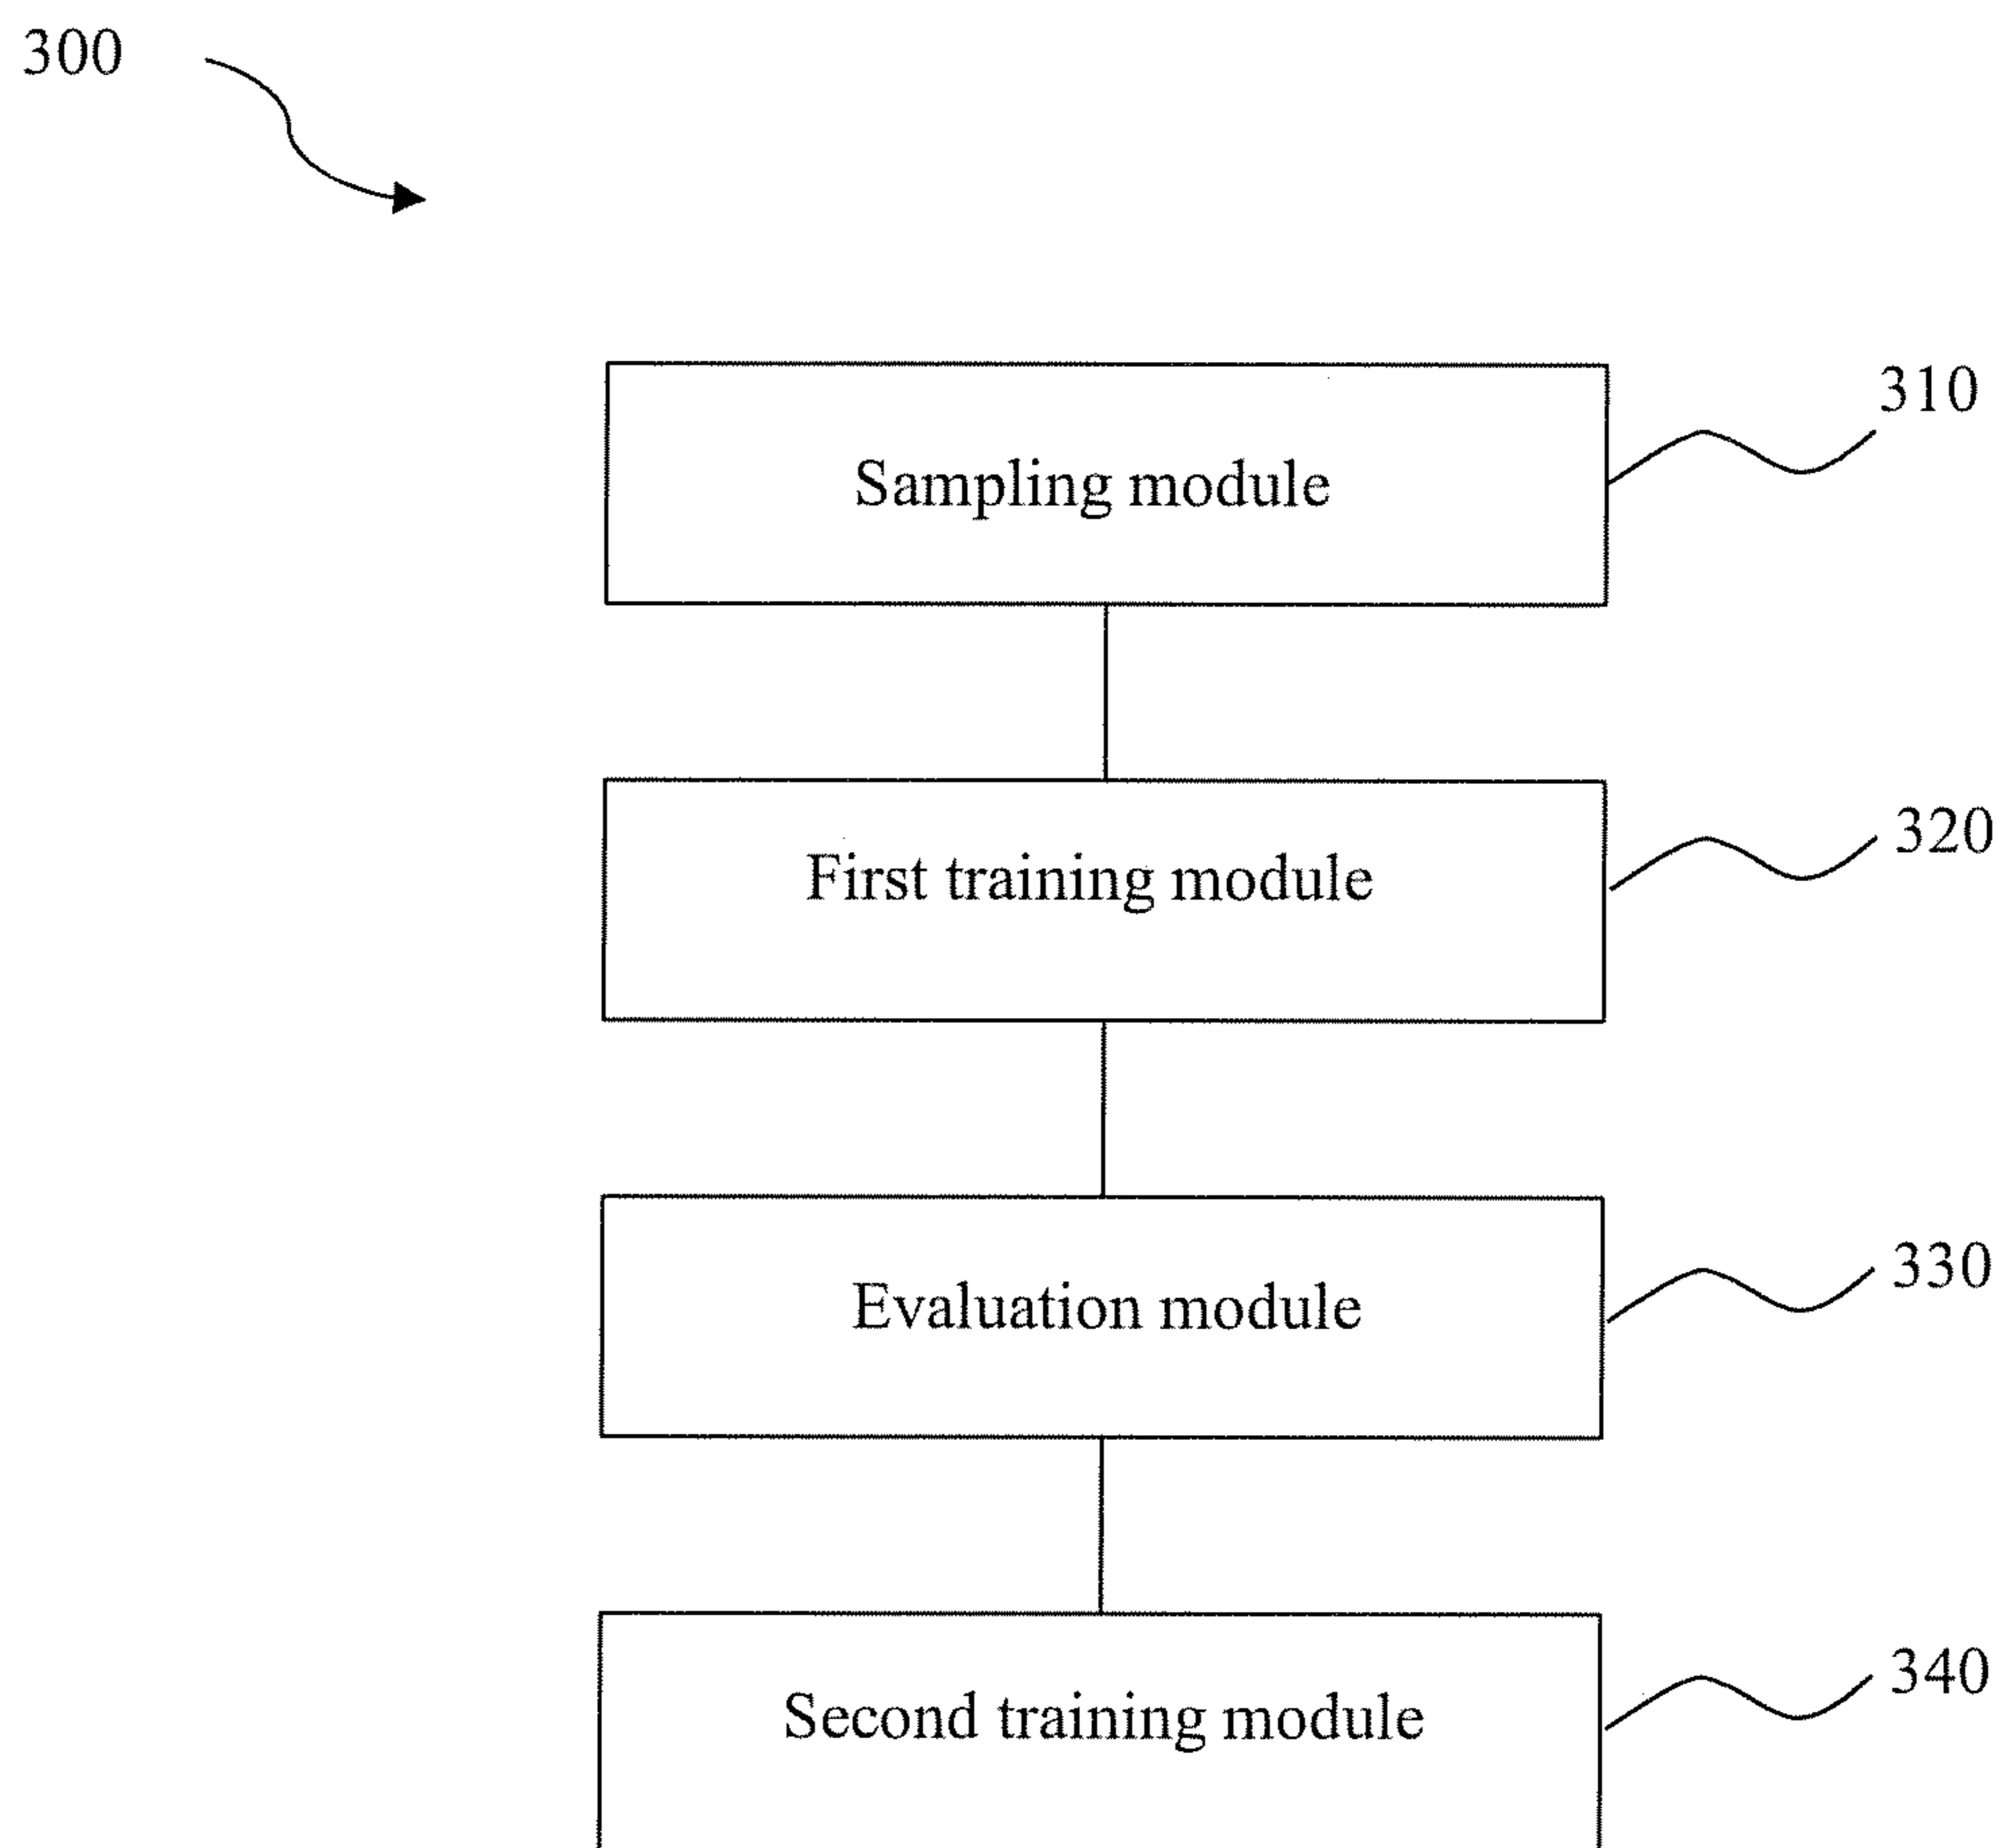 300
310
Sampling module
320
First training module
330
Evaluation module
340
Second training module